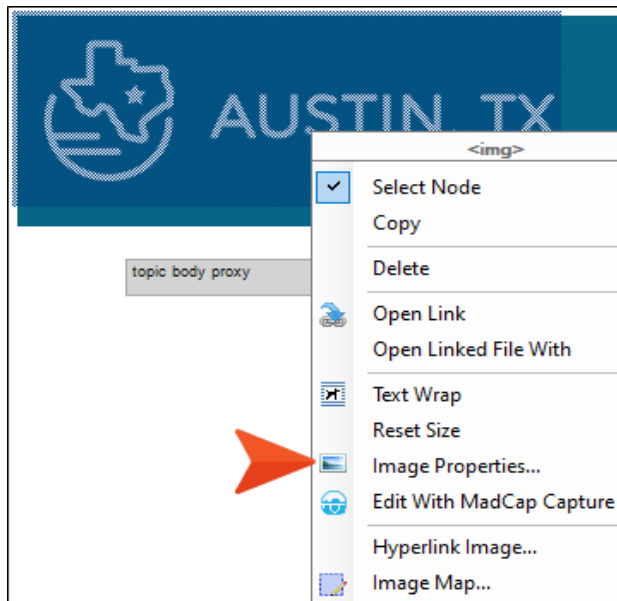 AUSTIN, TX
<img>
Select Node
Copy
topic body proxy
Delete
Open Link
Open Linked File With
Text Wrap
Reset Size
Image Properties...
Edit With MadCap Capture
Hyperlink Image...
Image Map...